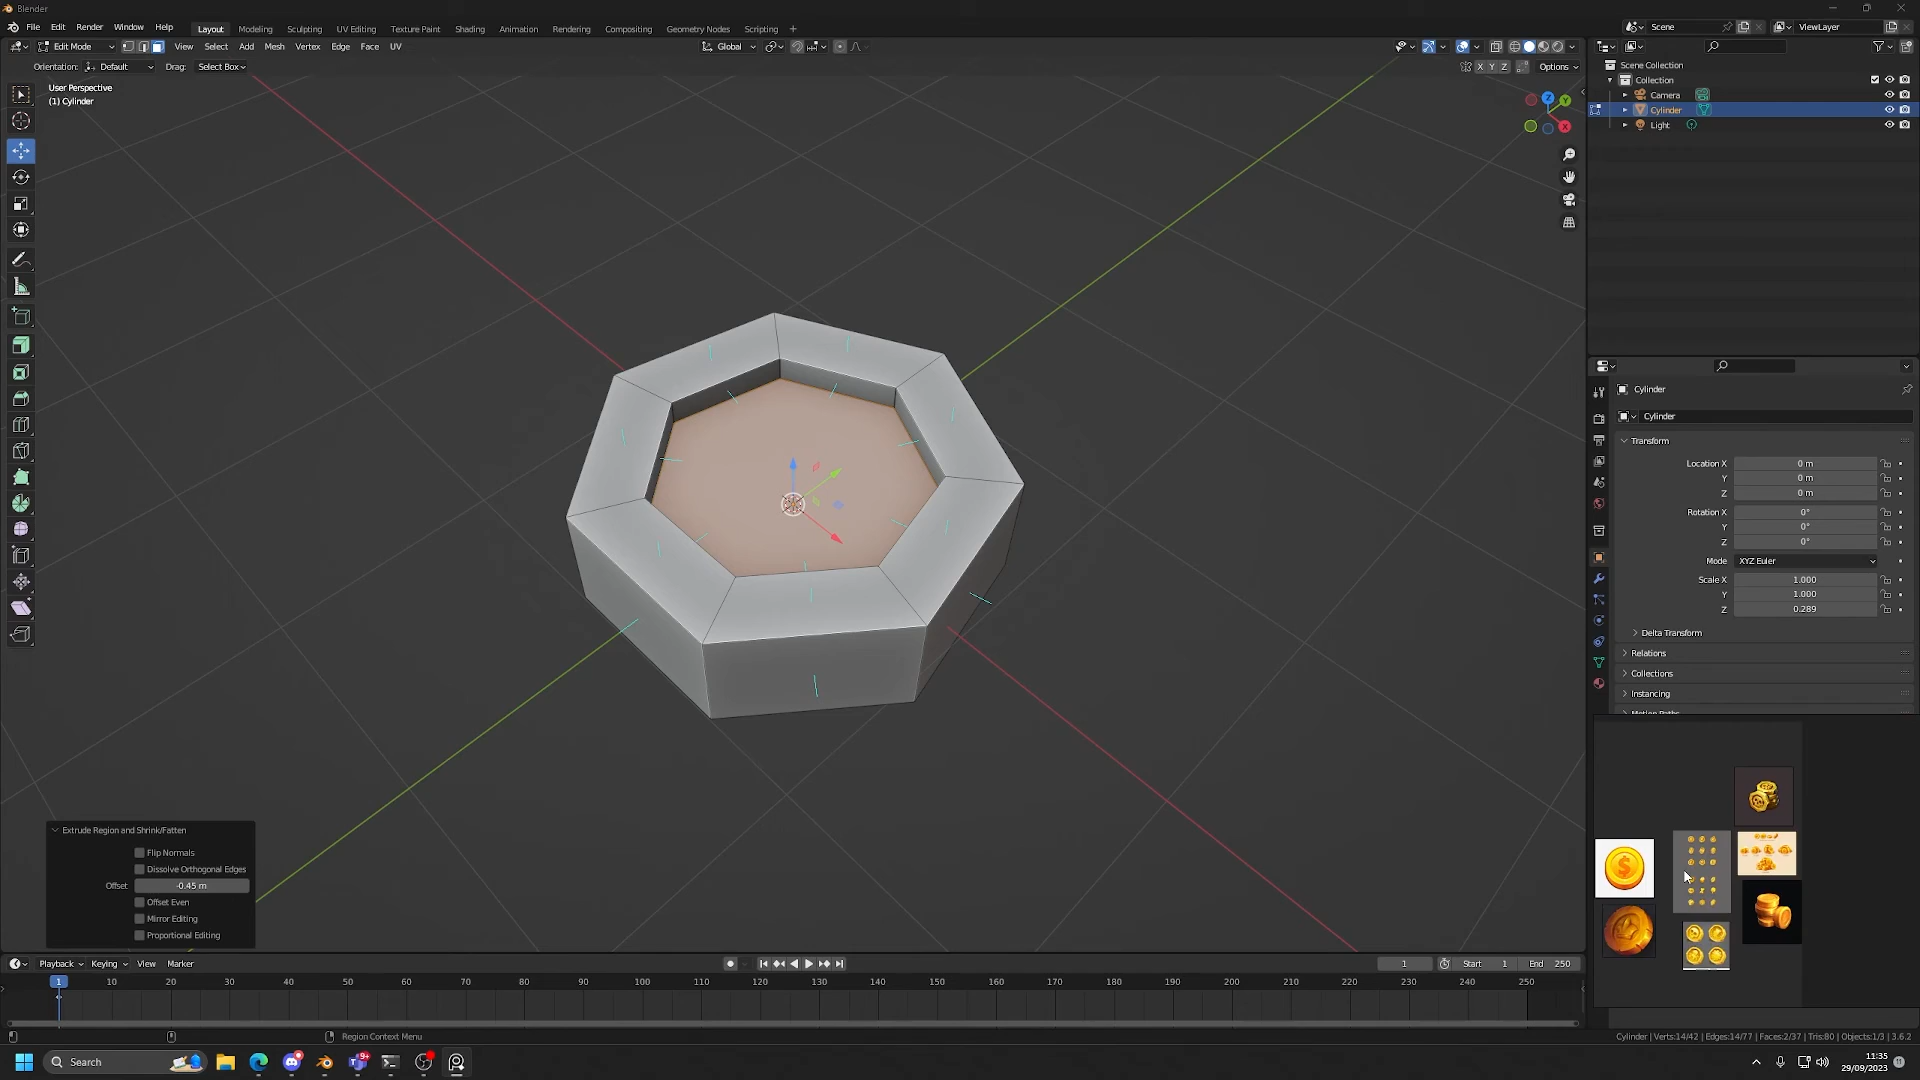 Blender
File Edit Render Window Help
Layout Modeling Sculpting UV Editing Texture Paint Shading Animation Rendering Compositing Geometry Nodes Scripting +
Scene
ViewLayer
Edit Mode View Select Add Mesh Vertex Edge Face UV
Global
Orientation: Default Drag: Select Box
X Y Z Options
User Perspective
(1) Cylinder
Z
Y
X
Scene Collection
Collection
Camera
Cylinder
Light
Cylinder
Cylinder
Transform
Location X 0 m
Y 0 m
Z 0 m
Rotation X 0°
Y 0°
Z 0°
Mode XYZ Euler
Scale X 1.000
Y 1.000
Z 0.289
Delta Transform
Relations
Collections
Instancing
Motion Paths
$
Extrude Region and Shrink/Fatten
Flip Normals
Dissolve Orthogonal Edges
Offset -0.45 m
Offset Even
Mirror Editing
Proportional Editing
Playback Keying View Marker
1 Start 1 End 250
1 10 20 30 40 50 60 70 80 90 100 110 120 130 140 150 160 170 180 190 200 210 220 230 240 250
Region Context Menu
Cylinder | Verts:14/42 | Edges:14/77 | Faces:2/37 | Tris:80 | Objects:1/3 | 3.6.2
Search
9+
11:35
29/09/2023